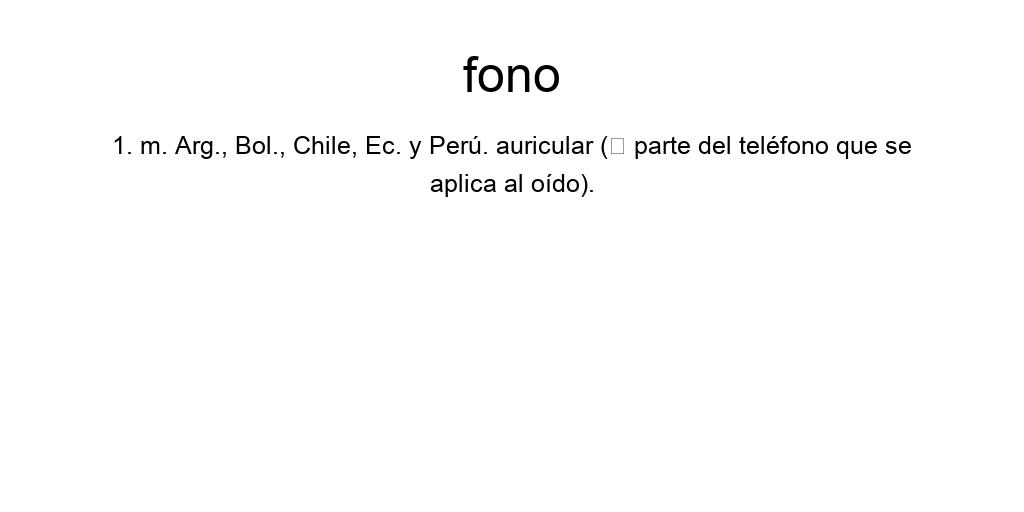 fono
1. m. Arg., Bol., Chile, Ec. y Perú. auricular (▯ parte del teléfono que se
aplica al oído).